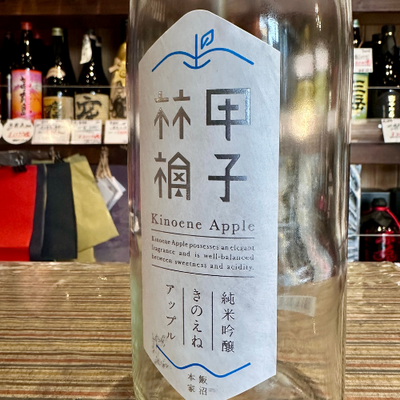 甲子
林檎
Kinoene Apple
Kinoene Apple possesses an elegant
fragrance and is well-balanced
between sweetness and acidity.
純米吟醸
きのえね
アップル
飯沼
本家